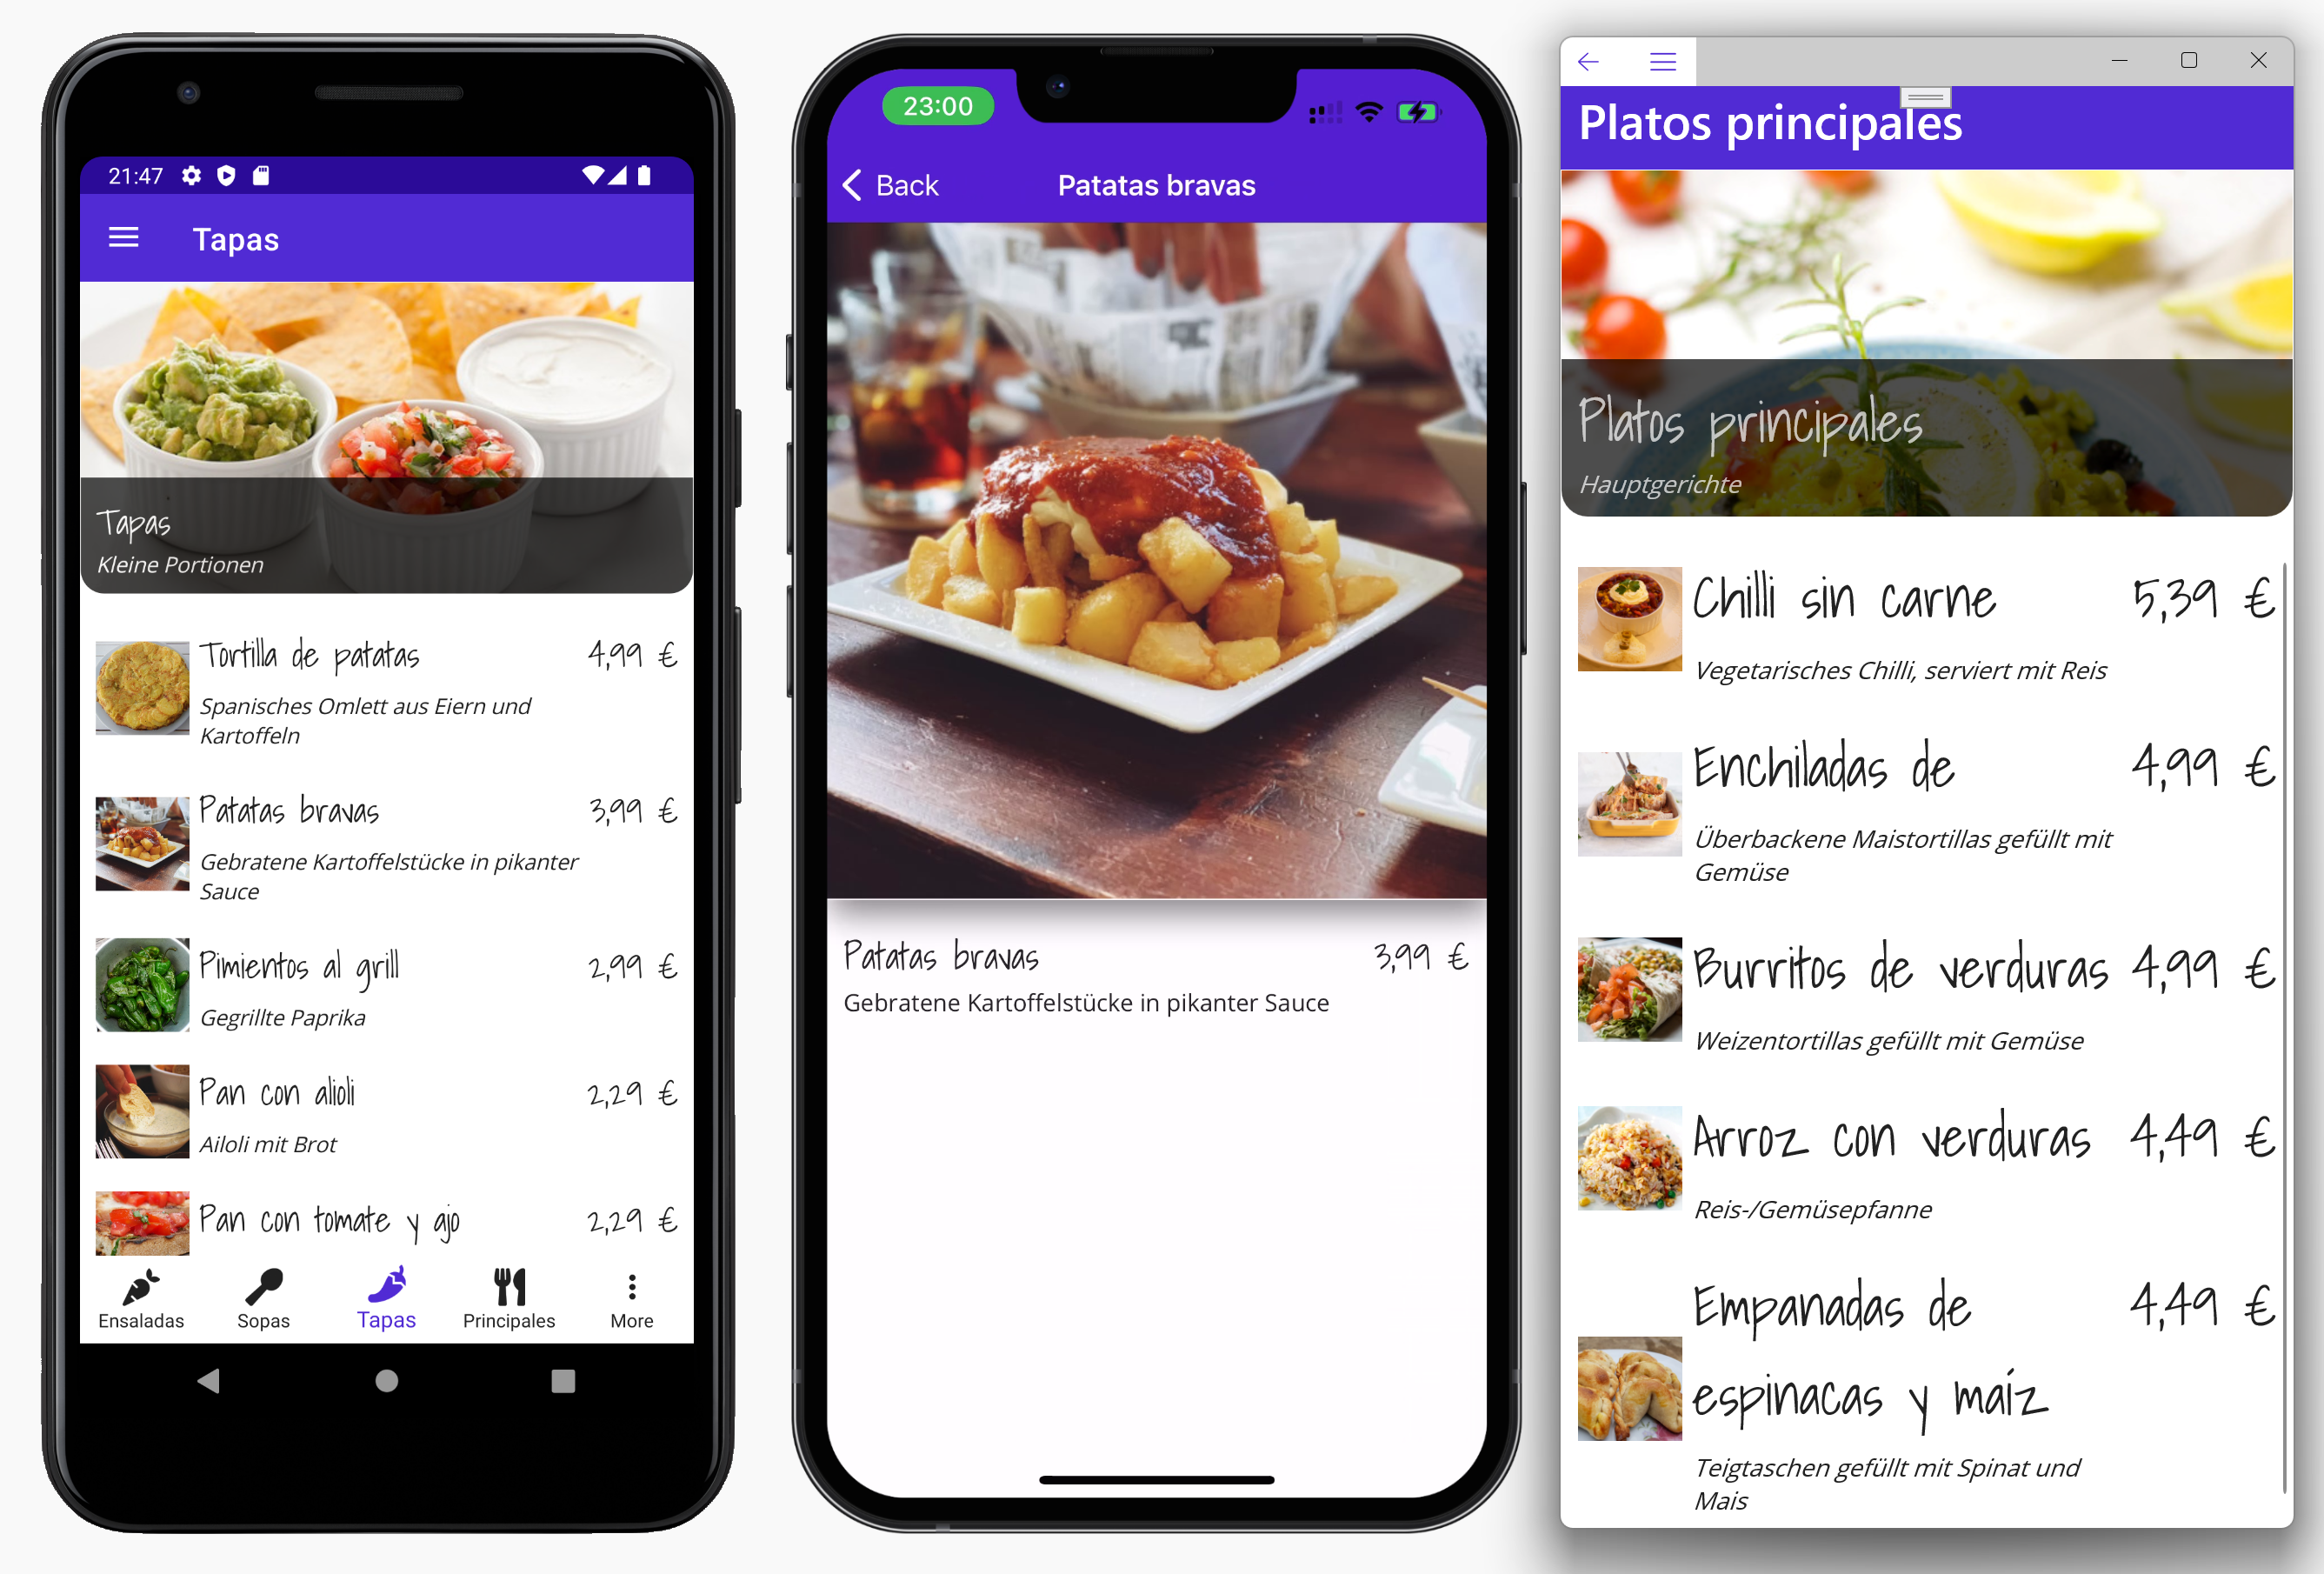 21:47
Tapas
Tapas
Kleine Portionen
Tortilla de patatas 4,99 €
Spanisches Omlett aus Eiern und
Kartoffeln
Patatas bravas 3,99 €
Gebratene Kartoffelstücke in pikanter
Sauce
Pimientos al grill 2,99 €
Gegrillte Paprika
Pan con alioli 2,29 €
Ailoli mit Brot
Pan con tomate y ajo 2,29 €
Ensaladas Sopas Tapas Principales More
23:00
Back Patatas bravas
Patatas bravas 3,99 €
Gebratene Kartoffelstücke in pikanter Sauce
Platos principales
Platos principales
Hauptgerichte
Chilli sin carne 5,39 €
Vegetarisches Chilli, serviert mit Reis
Enchiladas de 4,99 €
Überbackene Maistortillas gefüllt mit
Gemüse
Burritos de verduras 4,99 €
Weizentortillas gefüllt mit Gemüse
Arroz con verduras 4,49 €
Reis-/Gemüsepfanne
Empanadas de 4,49 €
espinacas y maíz
Teigtaschen gefüllt mit Spinat und
Mais